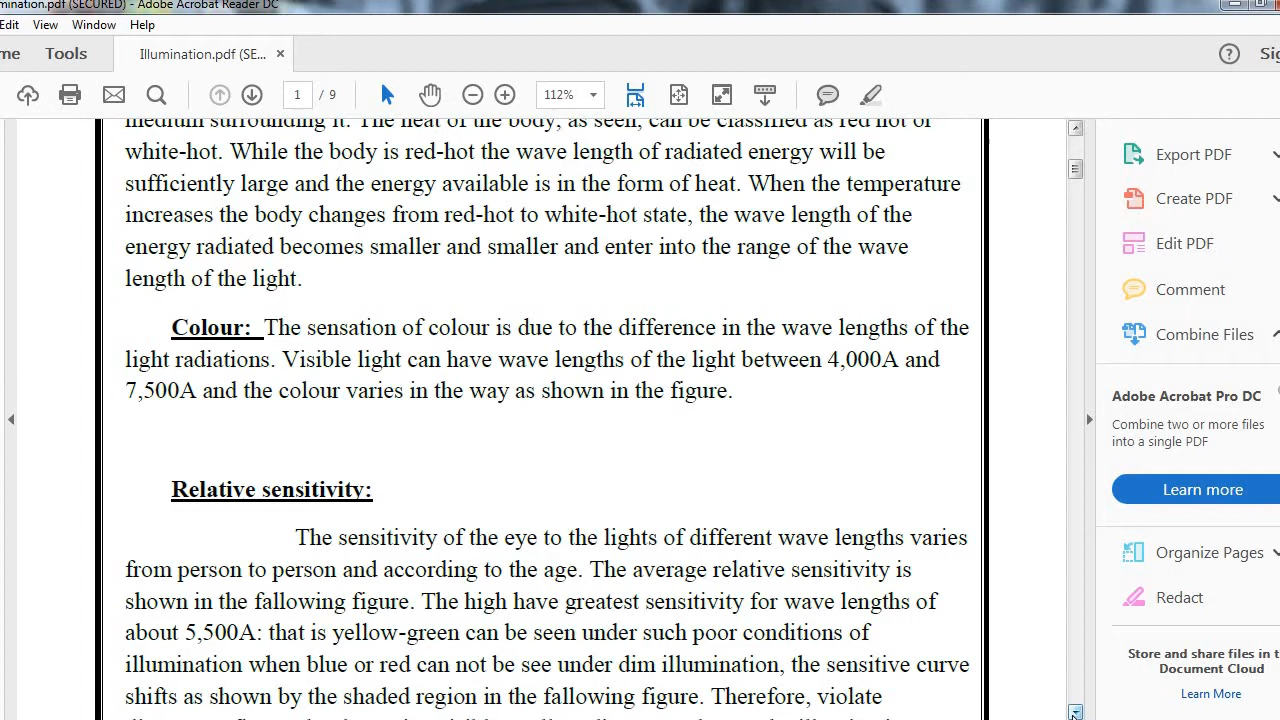 mination.pdf (SECURED) - Adobe Acrobat Reader DC
Edit View Window Help
me Tools Illumination.pdf (SE... ×
1 / 9 112%
medium surrounding it. The heat of the body, as seen, can be classified as red hot or
white-hot. While the body is red-hot the wave length of radiated energy will be
sufficiently large and the energy available is in the form of heat. When the temperature
increases the body changes from red-hot to white-hot state, the wave length of the
energy radiated becomes smaller and smaller and enter into the range of the wave
length of the light.
Colour: The sensation of colour is due to the difference in the wave lengths of the
light radiations. Visible light can have wave lengths of the light between 4,000A and
7,500A and the colour varies in the way as shown in the figure.
Relative sensitivity:
The sensitivity of the eye to the lights of different wave lengths varies
from person to person and according to the age. The average relative sensitivity is
shown in the fallowing figure. The high have greatest sensitivity for wave lengths of
about 5,500A: that is yellow-green can be seen under such poor conditions of
illumination when blue or red can not be see under dim illumination, the sensitive curve
shifts as shown by the shaded region in the fallowing figure. Therefore, violate
Export PDF
Create PDF
Edit PDF
Comment
Combine Files
Adobe Acrobat Pro DC
Combine two or more files
into a single PDF
Learn more
Organize Pages
Redact
Store and share files in t
Document Cloud
Learn More